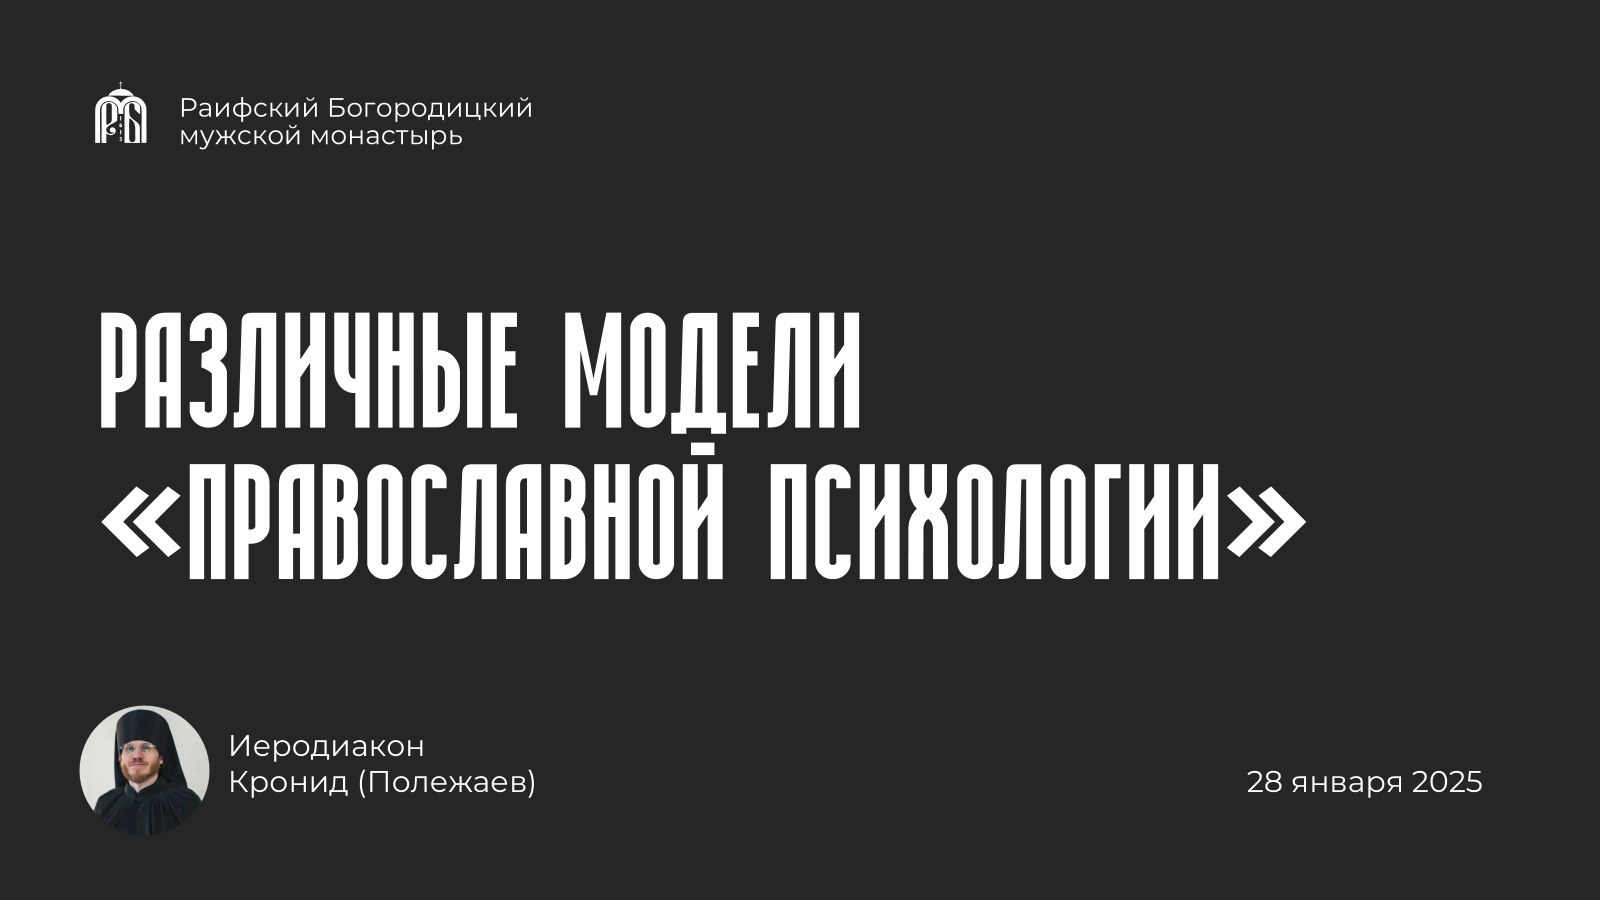 Раифский Богородицкий
мужской монастырь
РАЗЛИЧНЫЕ МОДЕЛИ
«ПРАВОСЛАВНОЙ ПСИХОЛОГИИ»
Иеродиакон
Кронид (Полежаев)
28 января 2025